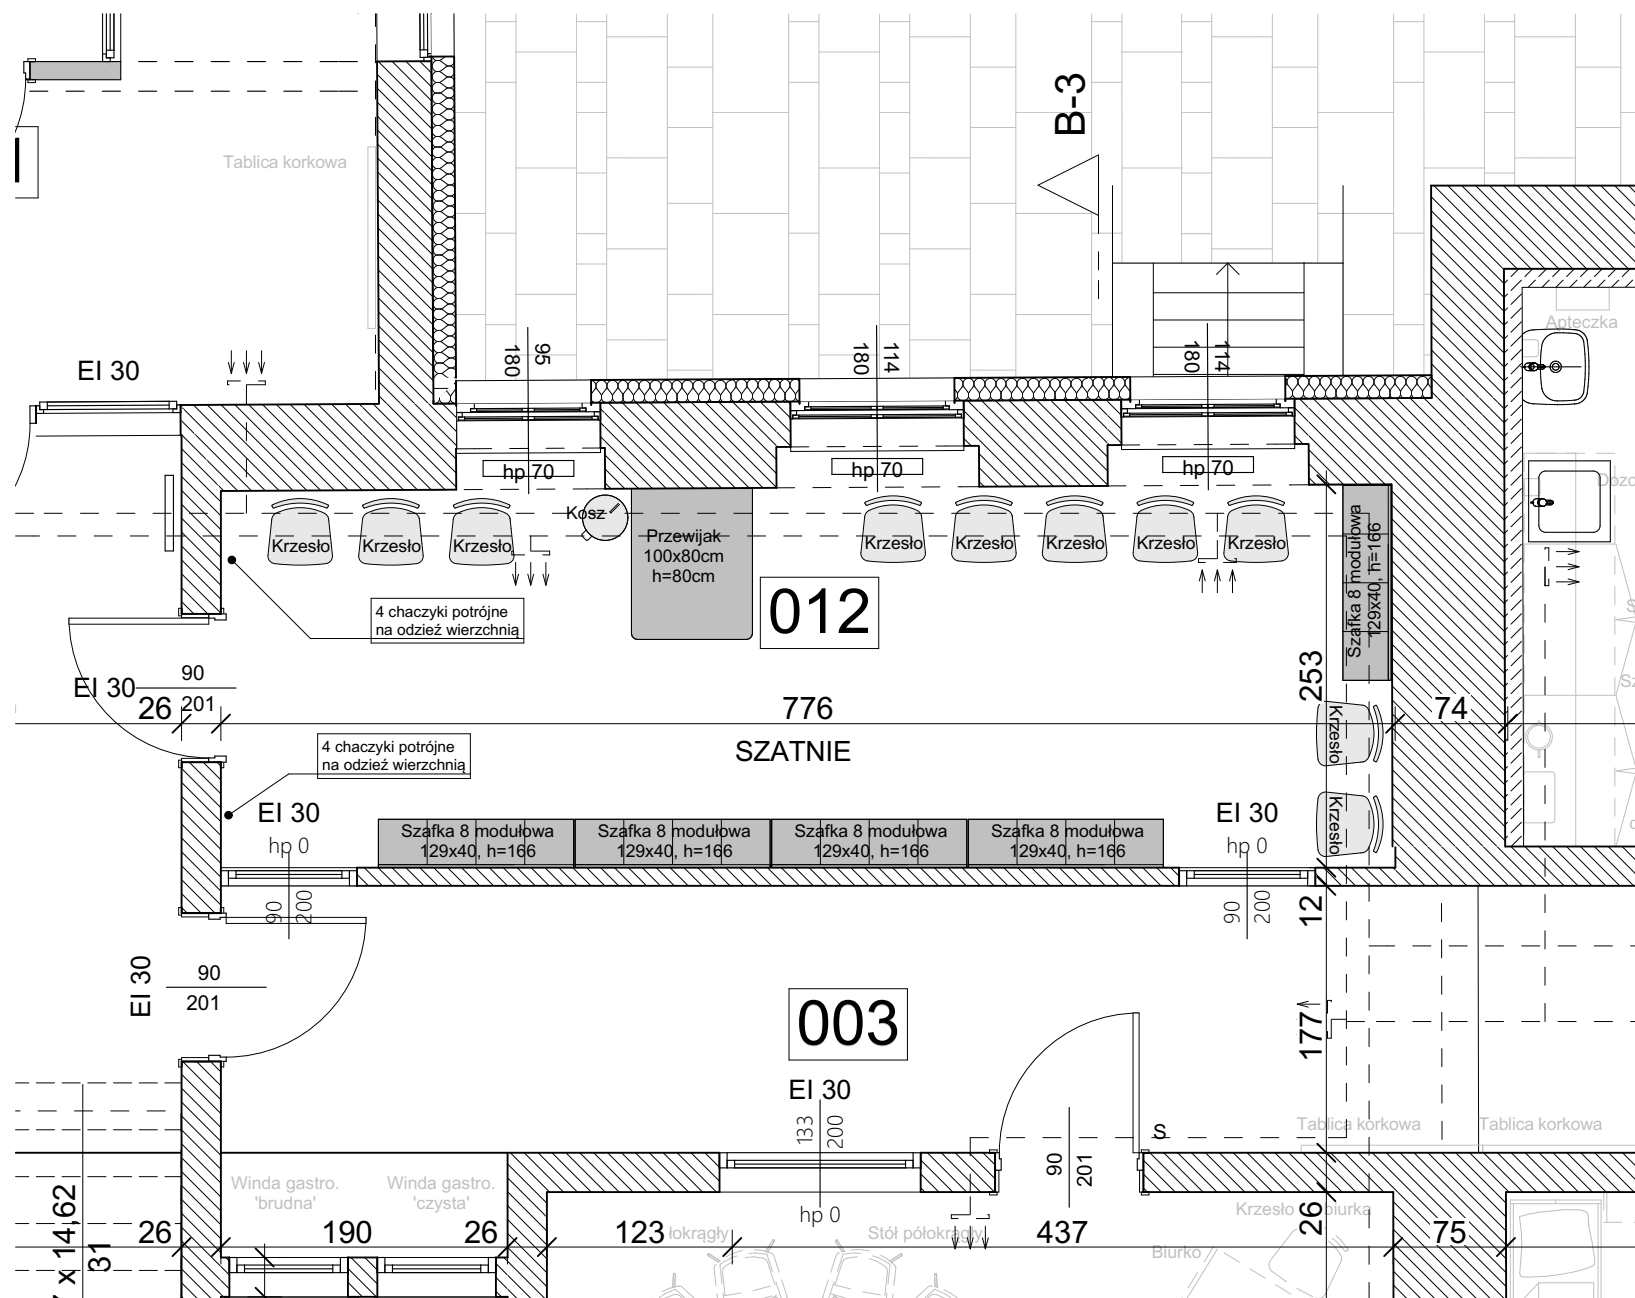 B-3
Tablica korkowa
EI 30
180
95
180
114
180
114
Apteczka
hp 70
hp 70
hp 70
Krzesło
Krzesło
Krzesło
Kosz
Przewijak
100x80cm
h=80cm
Krzesło
Krzesło
Krzesło
Krzesło
Krzesło
Szafka 8 modułowa
129x40, h=166
012
4 chaczyki potrójne
na odzież wierzchnią
EI 30
90
201
26
776
253
74
SZATNIE
Krzesło
Krzesło
4 chaczyki potrójne
na odzież wierzchnią
EI 30
hp 0
Szafka 8 modułowa
129x40, h=166
Szafka 8 modułowa
129x40, h=166
Szafka 8 modułowa
129x40, h=166
Szafka 8 modułowa
129x40, h=166
EI 30
hp 0
90
200
90
200
12
EI 30
90
201
003
177
EI 30
133
200
90
201
S
Tablica korkowa
Tablica korkowa
Winda gastro.
'brudna'
Winda gastro.
'czysta'
hp 0
x 14,62
31
26
190
26
123
Stół półokrągły
437
Krzesło
biurka
26
75
Biurko